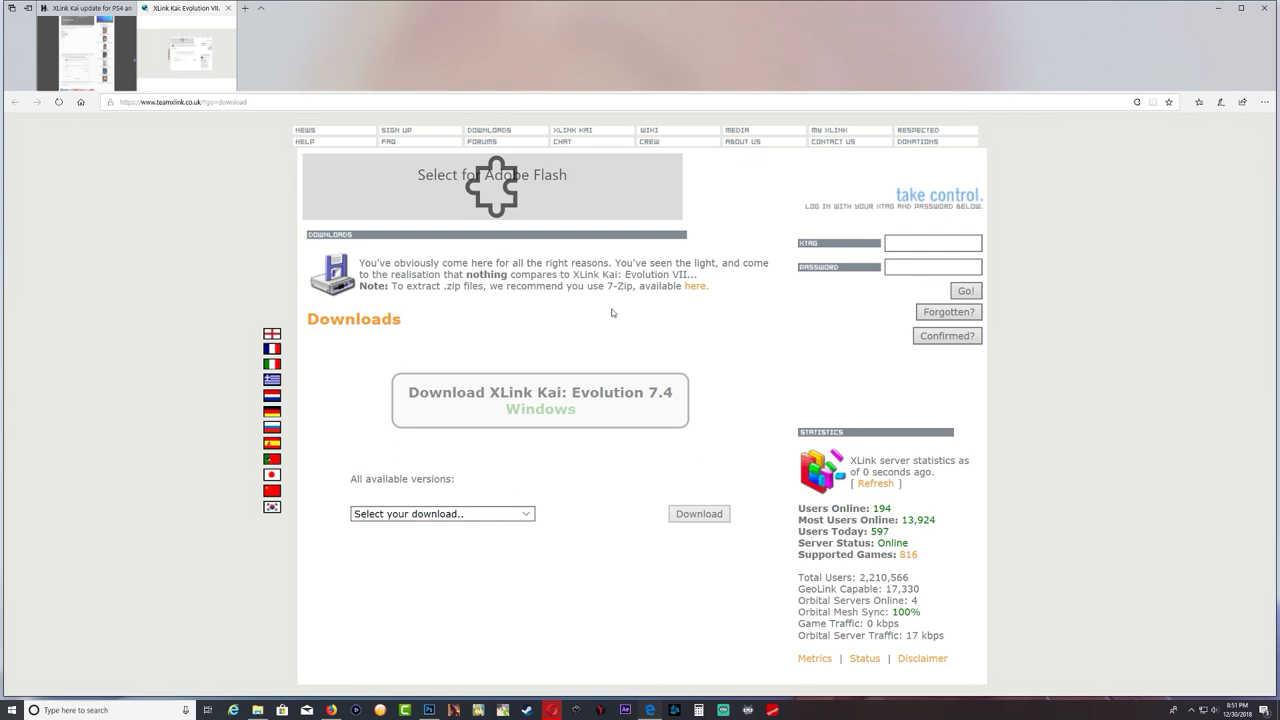 XLink Kai update for PS4 an
XLink Kai: Evolution VII.
https://www.teamxlink.co.uk/?go=download
NEWS SIGN UP DOWNLOADS XLINK KAI WIKI MEDIA MY XLINK RESPECTED
HELP FAQ FORUMS CHAT CREW ABOUT US CONTACT US DONATIONS
Select for Adobe Flash
take control.
LOG IN WITH YOUR XTAG AND PASSWORD BELOW.
DOWNLOADS
XTAG
You've obviously come here for all the right reasons. You've seen the light, and come
to the realisation that nothing compares to XLink Kai: Evolution VII...
Note: To extract .zip files, we recommend you use 7-Zip, available here.
PASSWORD
Go!
Forgotten?
Confirmed?
Downloads
Download XLink Kai: Evolution 7.4
Windows
All available versions:
Select your download..
Download
STATISTICS
XLink server statistics as
of 0 seconds ago.
[ Refresh ]
Users Online: 194
Most Users Online: 13,924
Users Today: 597
Server Status: Online
Supported Games: 816
Total Users: 2,210,566
GeoLink Capable: 17,330
Orbital Servers Online: 4
Orbital Mesh Sync: 100%
Game Traffic: 0 kbps
Orbital Server Traffic: 17 kbps
Metrics | Status | Disclaimer
Type here to search
8:51 PM
12/30/2018